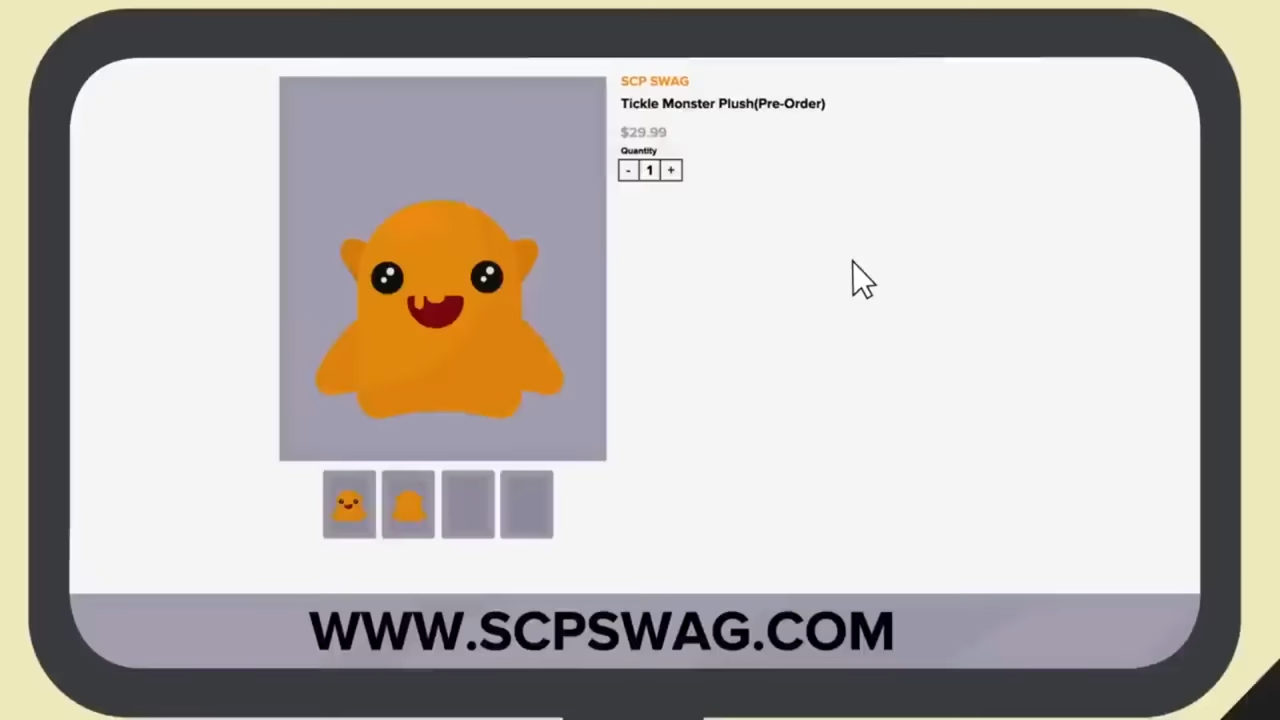 SCP SWAG
Tickle Monster Plush(Pre-Order)
$29.99
Quantity
- 1 +
WWW.SCPSWAG.COM